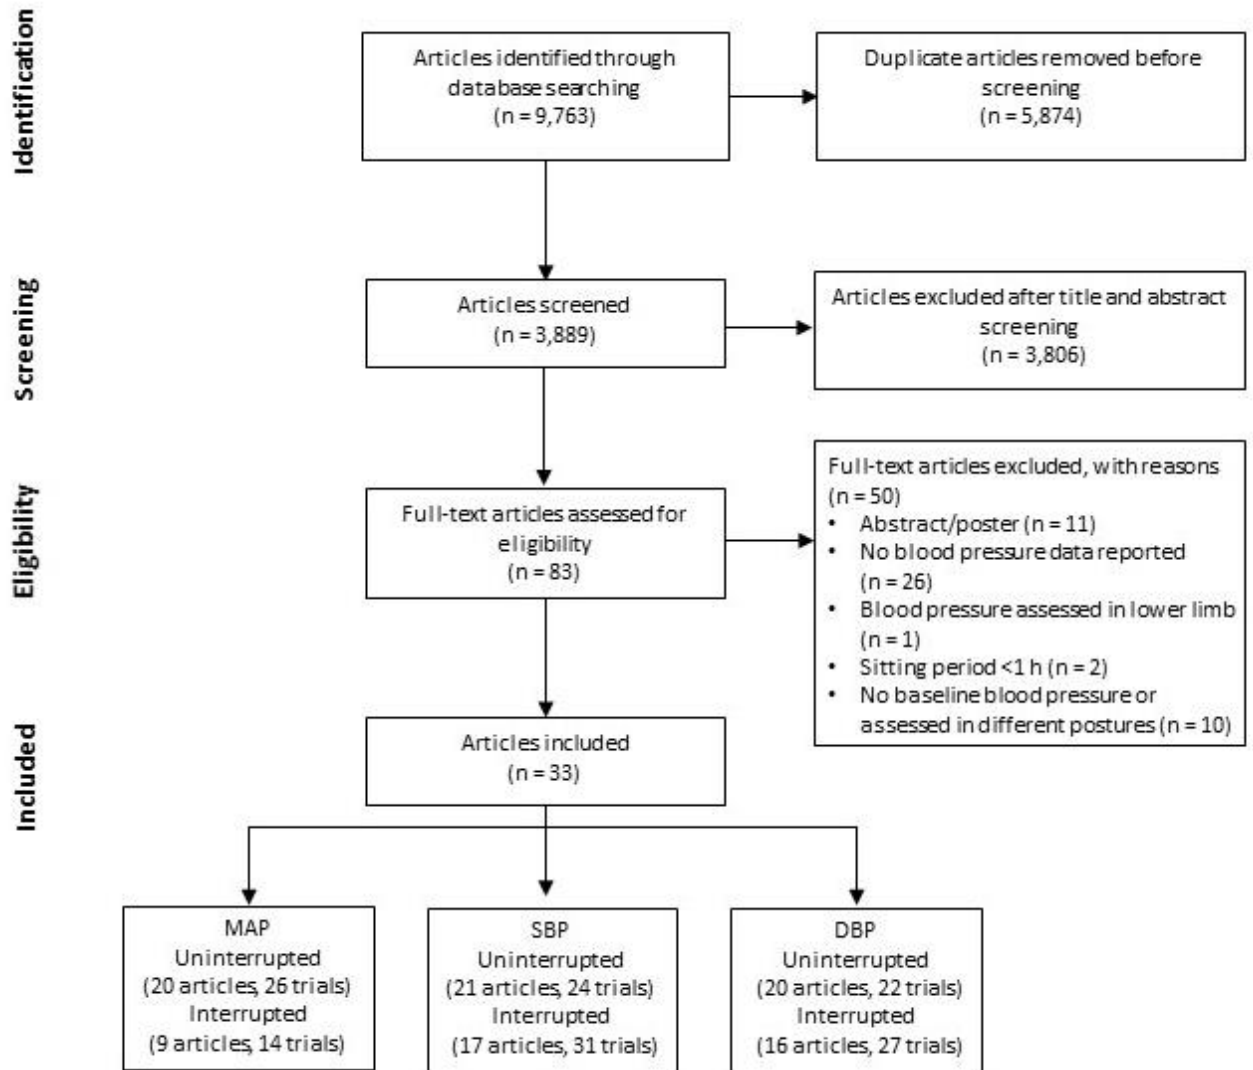 Identification
Articles identified through
database searching
(n = 9,763)
Duplicate articles removed before
screening
(n = 5,874)
Screening
Articles screened
(n = 3,889)
Articles excluded after title and abstract
screening
(n = 3,806)
Eligibility
Full-text articles assessed for
eligibility
(n = 83)
Full-text articles excluded, with reasons
(n = 50)
• Abstract/poster (n = 11)
• No blood pressure data reported
(n = 26)
• Blood pressure assessed in lower limb
(n = 1)
• Sitting period <1 h (n = 2)
• No baseline blood pressure or
assessed in different postures (n = 10)
Included
Articles included
(n = 33)
MAP
Uninterrupted
(20 articles, 26 trials)
Interrupted
(9 articles, 14 trials)
SBP
Uninterrupted
(21 articles, 24 trials)
Interrupted
(17 articles, 31 trials)
DBP
Uninterrupted
(20 articles, 22 trials)
Interrupted
(16 articles, 27 trials)